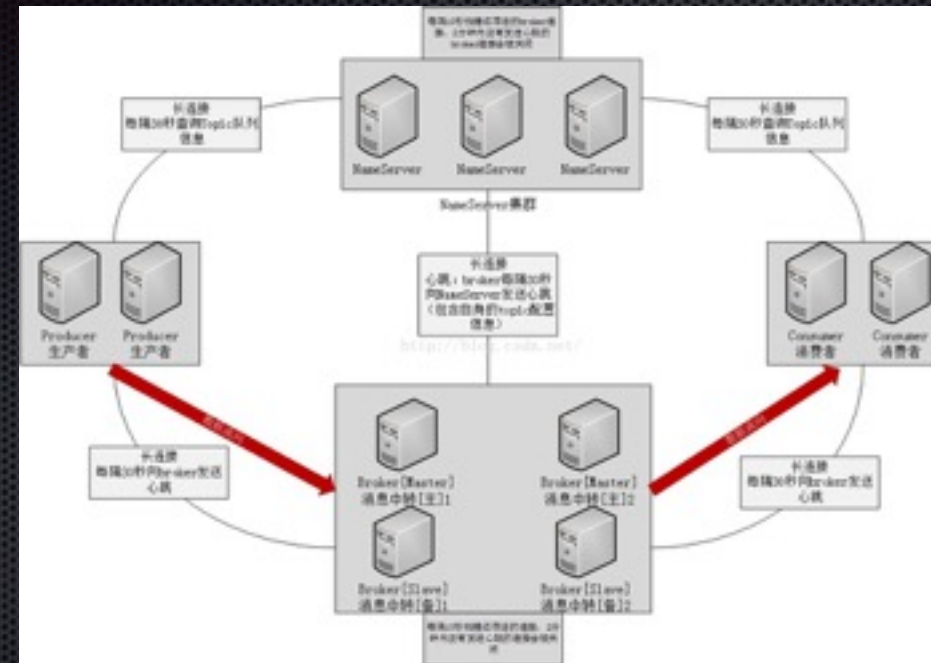 长连接
每隔30秒查询Topic队列
信息
长连接
每隔30秒查询Topic队列
信息
NameServer
NameServer
NameServer
NameServer集群
长连接
心跳：broker每隔30秒
向NameServer发送心跳
（包含自身的topic配置
信息）
Producer
生产者
Producer
生产者
Consumer
消费者
Consumer
消费者
http://blog.csdn.net/
长连接
每隔30秒向broker发送
心跳
长连接
每隔30秒向broker发送
心跳
Broker[Master]
消息中转[主]1
Broker[Master]
消息中转[主]2
Broker[Slave]
消息中转[备]1
Broker[Slave]
消息中转[备]2